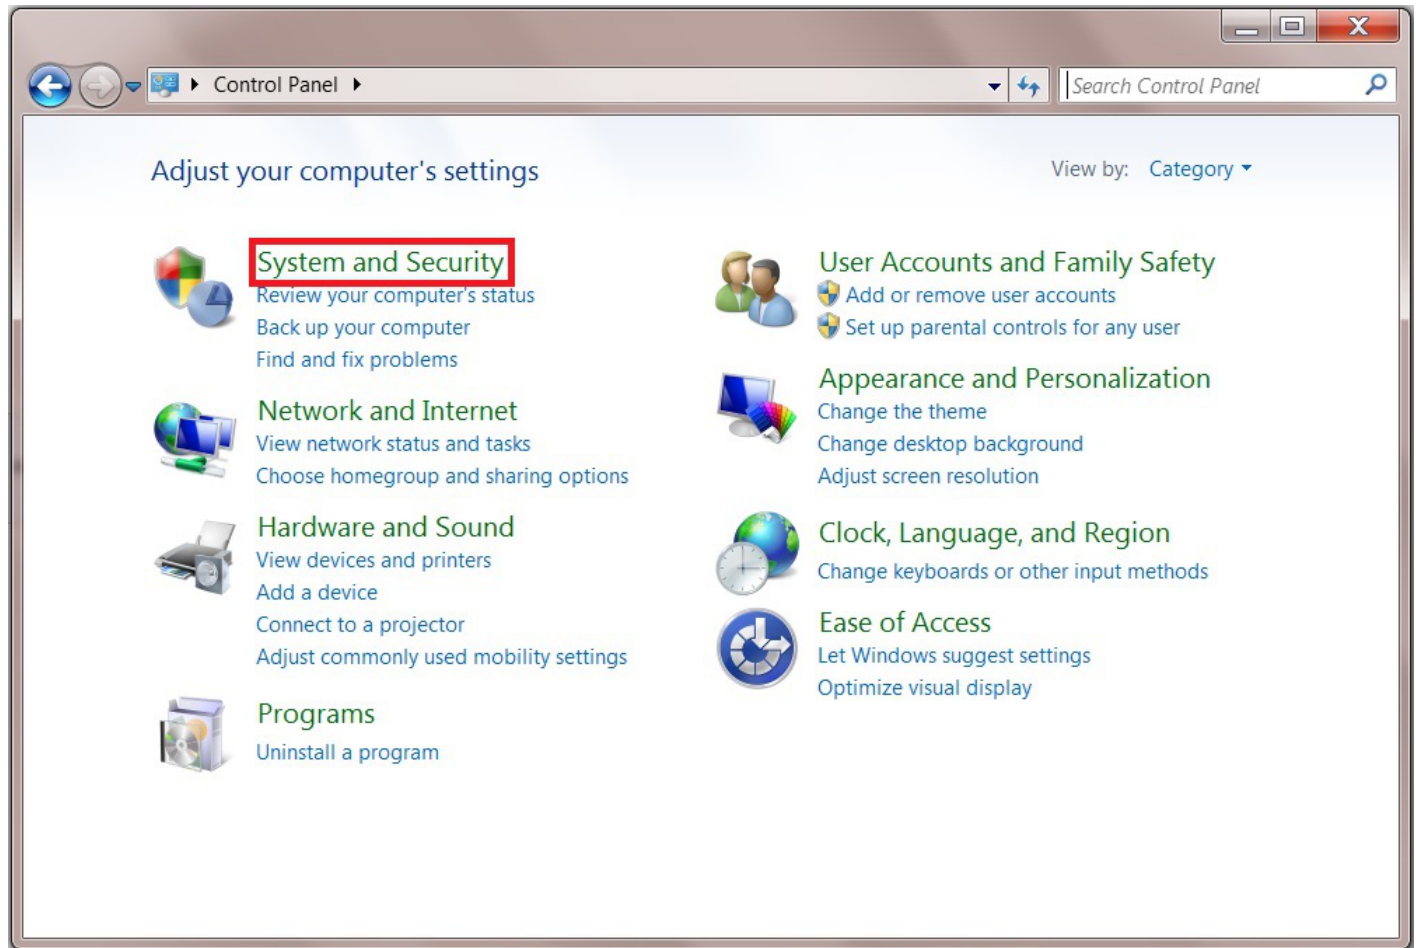 Control Panel
Search Control Panel
Adjust your computer's settings
View by: Category
System and Security
Review your computer's status
Back up your computer
Find and fix problems
Network and Internet
View network status and tasks
Choose homegroup and sharing options
Hardware and Sound
View devices and printers
Add a device
Connect to a projector
Adjust commonly used mobility settings
Programs
Uninstall a program
User Accounts and Family Safety
Add or remove user accounts
Set up parental controls for any user
Appearance and Personalization
Change the theme
Change desktop background
Adjust screen resolution
Clock, Language, and Region
Change keyboards or other input methods
Ease of Access
Let Windows suggest settings
Optimize visual display